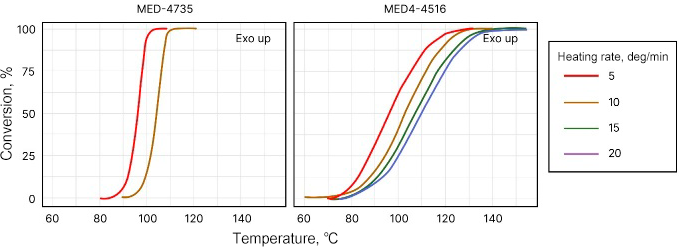 MED-4735
MED4-4516
Conversion, %
100
75
50
25
0
Exo up
Exo up
60 80 100 120 140
60 80 100 120 140
Temperature, °C
Heating rate, deg/min
5
10
15
20